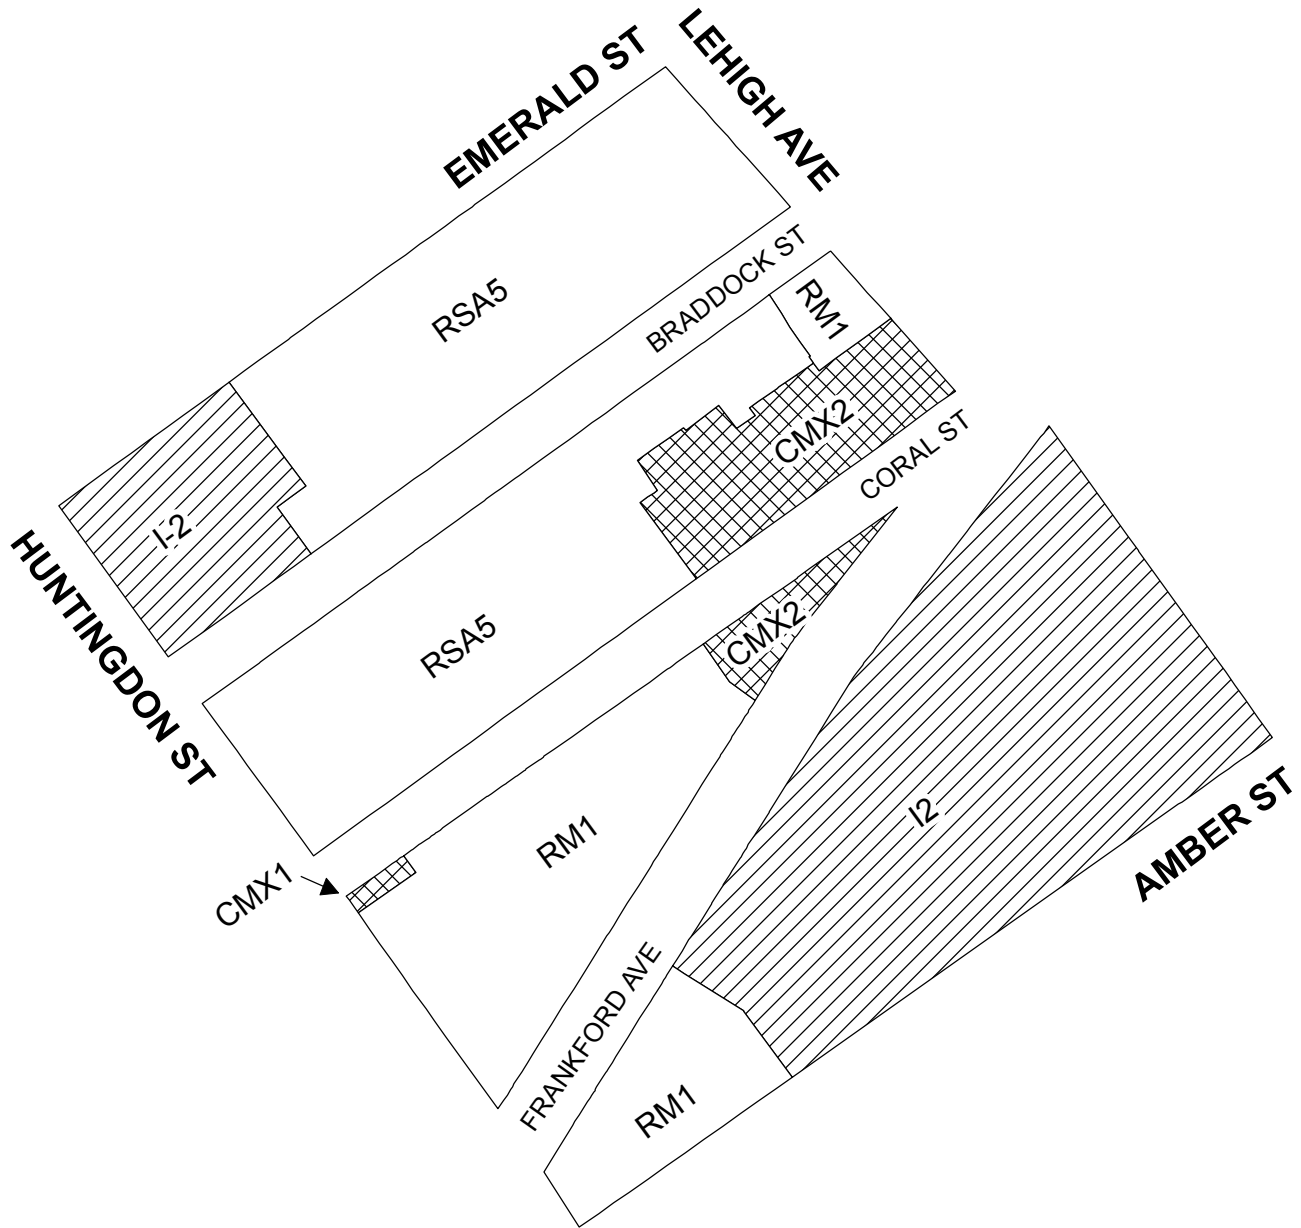 EMERALD ST
LEHIGH AVE
RSA5
BRADDOCK ST
RM1
CMX2
CORAL ST
I-2
HUNTINGDON ST
RSA5
CMX2
I2
AMBER ST
RM1
CMX1
FRANKFORD AVE
RM1